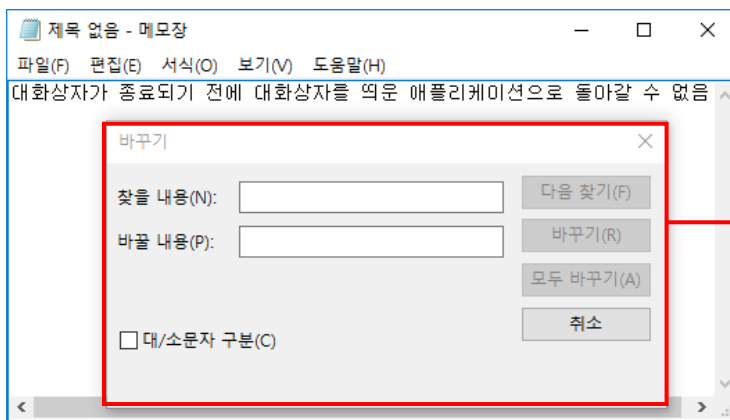 제목 없음 - 메모장
파일(F) 편집(E) 서식(O) 보기(V) 도움말(H)
대화상자가 종료되기 전에 대화상자를 띄운 애플리케이션으로 돌아갈 수 없음
바꾸기
찾을 내용(N):
다음 찾기(F)
바꿀 내용(P):
바꾸기(R)
모두 바꾸기(A)
취소
대/소문자 구분(C)